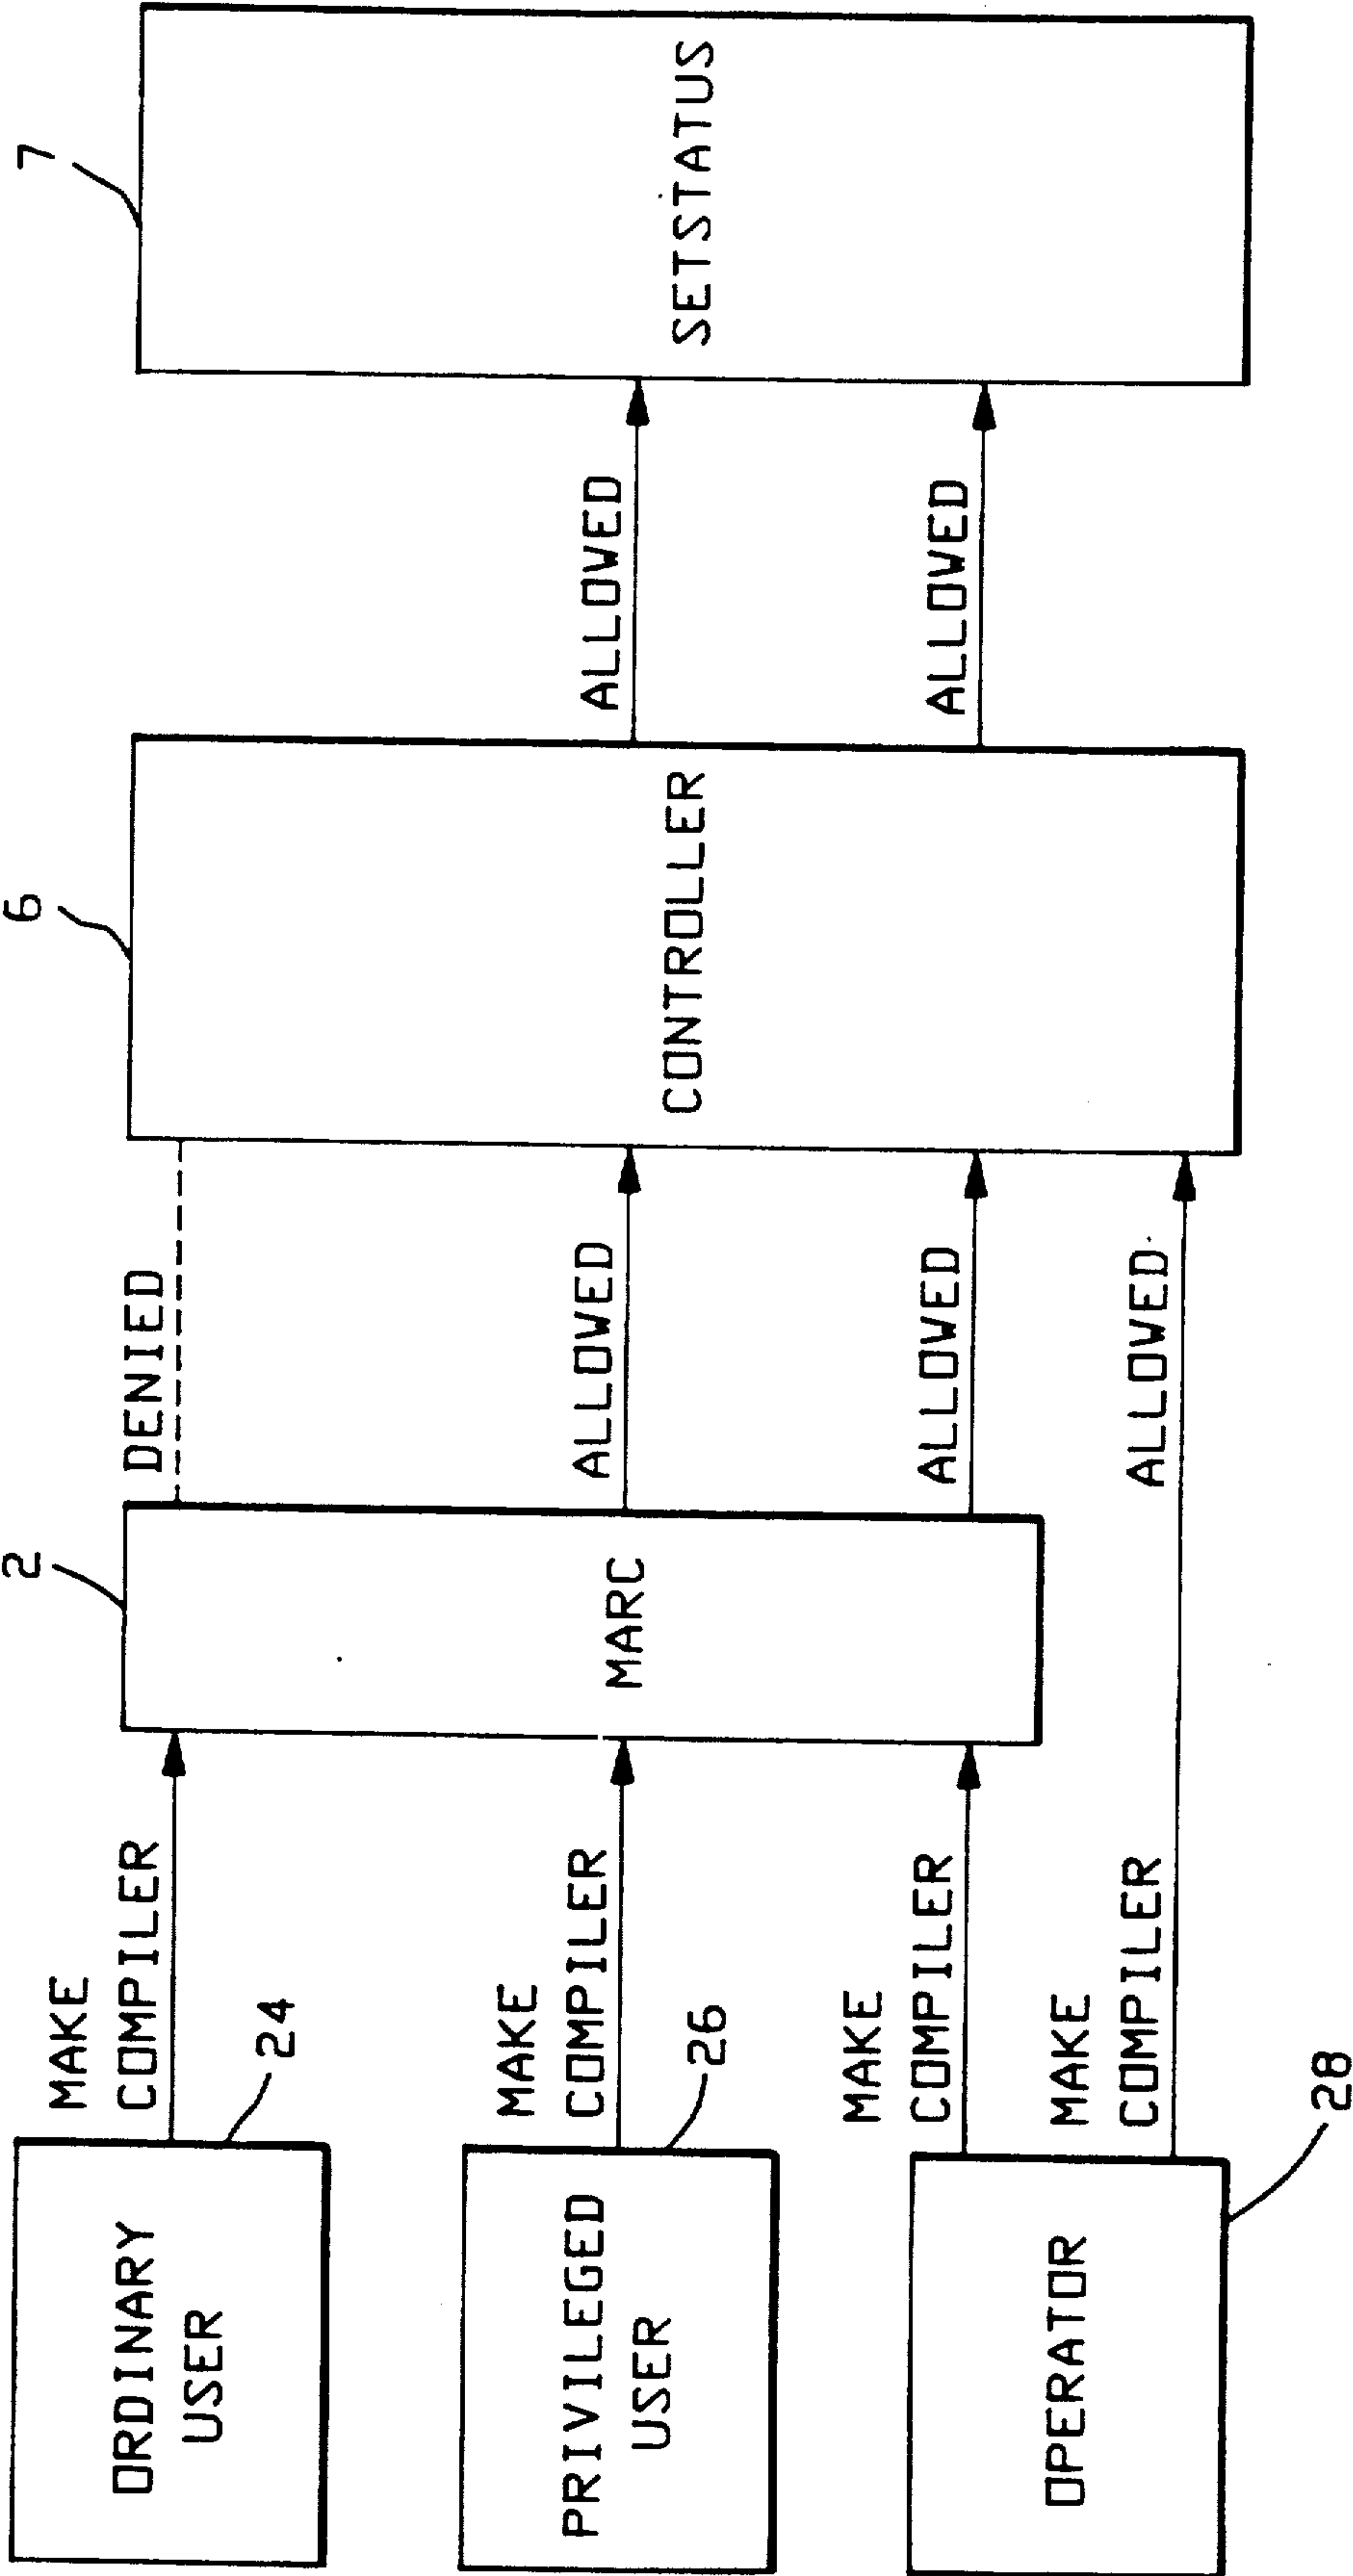 ORDINARY
USER
24
MAKE
COMPILER
PRIVILEGED
USER
26
MAKE
COMPILER
OPERATOR
28
MAKE
COMPILER
MAKE
COMPILER
2
MARC
DENIED
ALLOWED
ALLOWED
ALLOWED
6
CONTROLLER
ALLOWED
ALLOWED
7
SETSTATUS